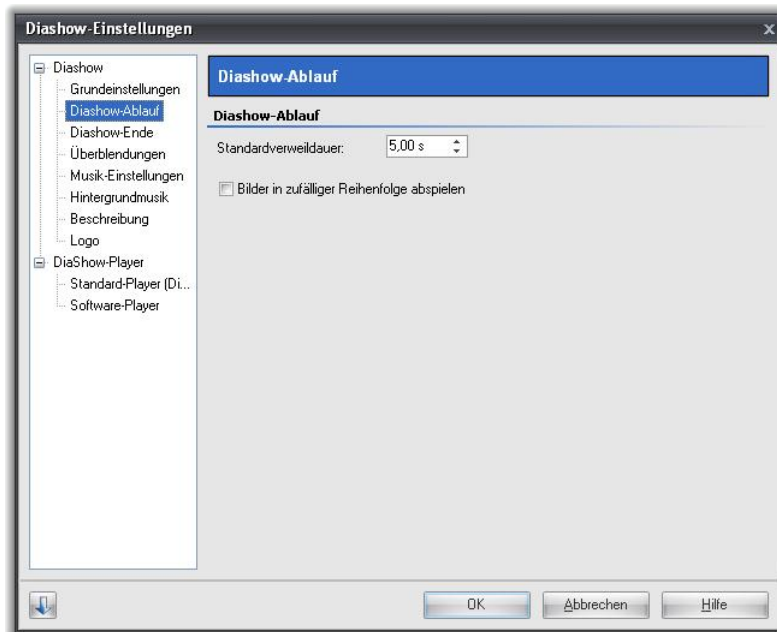 Diashow-Einstellungen
Diashow
Grundeinstellungen
Diashow-Ablauf
Diashow-Ende
Überblendungen
Musik-Einstellungen
Hintergrundmusik
Beschreibung
Logo
DiaShow-Player
Standard-Player (Di...
Software-Player
Diashow-Ablauf
Diashow-Ablauf
Standardverweildauer: 5,00 s
Bilder in zufälliger Reihenfolge abspielen
OK Abbrechen Hilfe